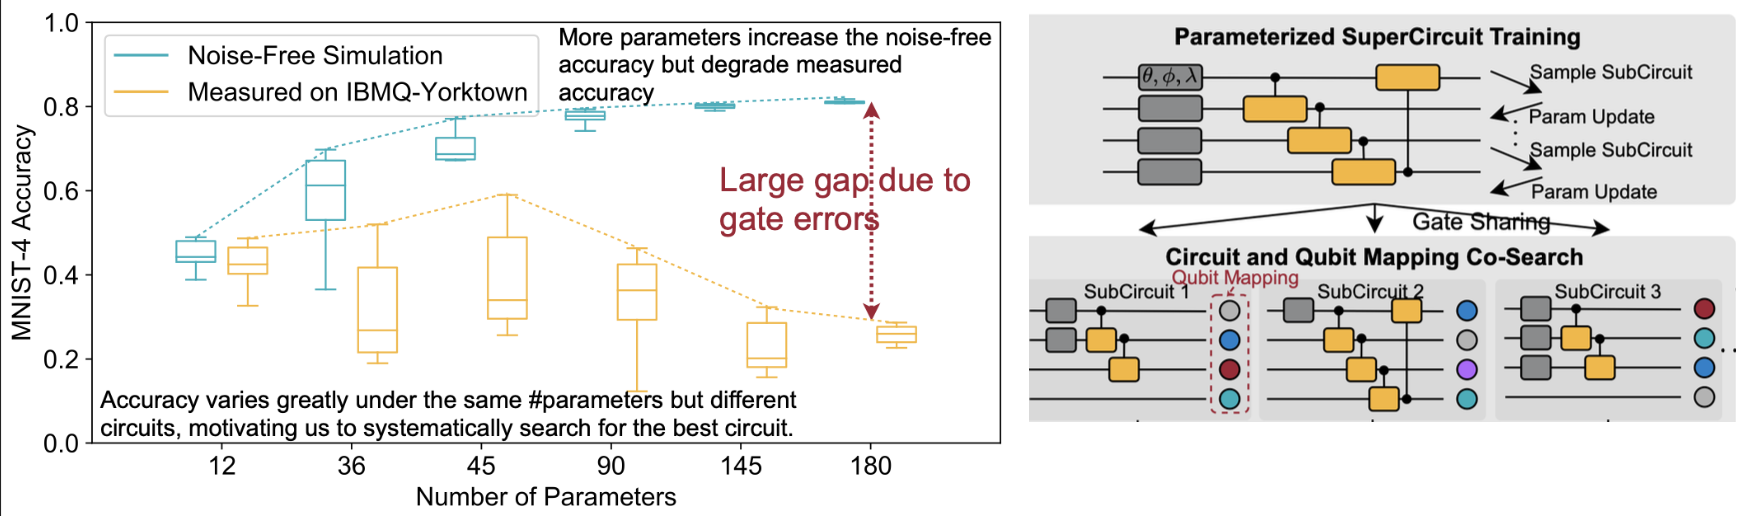 MNIST-4 Accuracy
1.0
0.8
0.6
0.4
0.2
0.0
Noise-Free Simulation
Measured on IBMQ-Yorktown
More parameters increase the noise-free
accuracy but degrade measured
accuracy
Large gap due to
gate errors
Accuracy varies greatly under the same #parameters but different
circuits, motivating us to systematically search for the best circuit.
12 36 45 90 145 180
Number of Parameters
Parameterized SuperCircuit Training
θ, ϕ, λ
Sample SubCircuit
Param Update
Sample SubCircuit
Param Update
Gate Sharing
Circuit and Qubit Mapping Co-Search
Qubit Mapping
SubCircuit 1
SubCircuit 2
SubCircuit 3